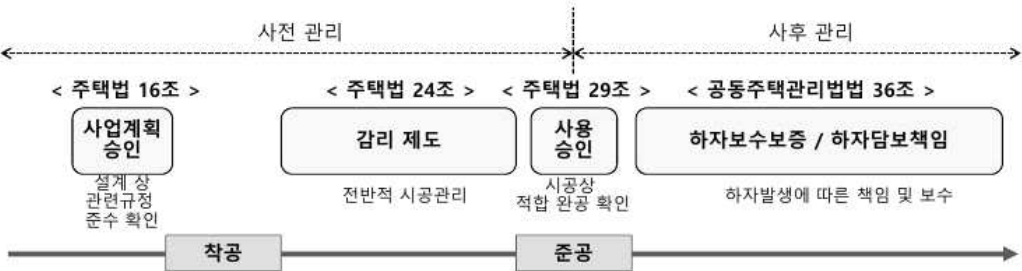 사전 관리
사후 관리
< 주택법 16조 >
< 주택법 24조 >
< 주택법 29조 >
< 공동주택관리법법 36조 >
사업계획
승인
감리 제도
사용
승인
하자보수보증 / 하자담보책임
설계 상
관련규정
준수 확인
전반적 시공관리
시공상
적합 완공 확인
하자발생에 따른 책임 및 보수
착공
준공